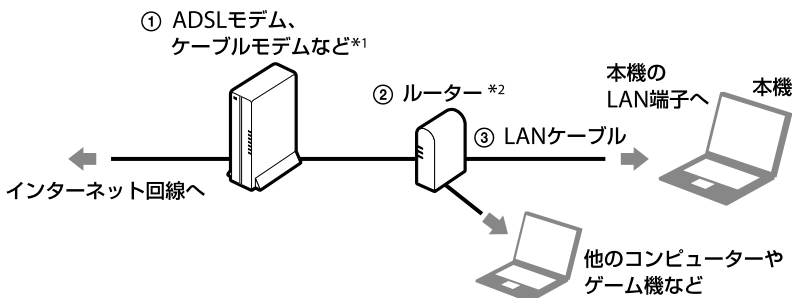 ① ADSLモデム、
ケーブルモデムなど*1
② ルーター *2
③ LANケーブル
本機の
LAN端子へ
本機
インターネット回線へ
他のコンピューターや
ゲーム機など